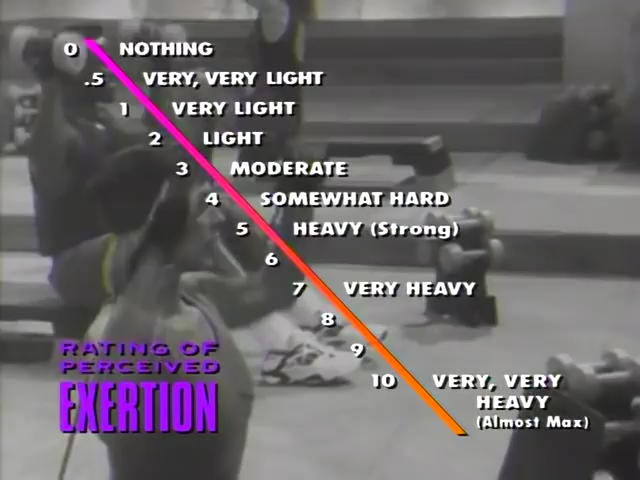 0 NOTHING
.5 VERY, VERY LIGHT
1 VERY LIGHT
2 LIGHT
3 MODERATE
4 SOMEWHAT HARD
5 HEAVY (Strong)
6
7 VERY HEAVY
8
9
10 VERY, VERY
HEAVY
(Almost Max)
RATING OF
PERCEIVED
EXERTION